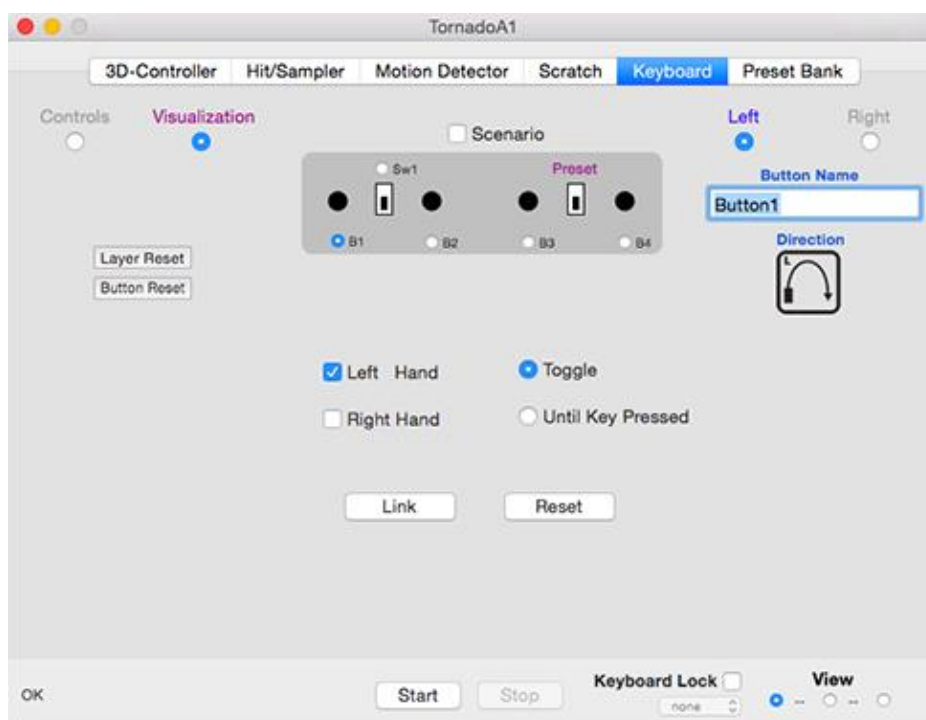 TornadoA1
3D-Controller Hit/Sampler Motion Detector Scratch Keyboard Preset Bank
Controls Visualization Left Right
Scenario
Sw1 Preset
Button Name
Button1
B1 B2 B3 B4
Direction
L
Layer Reset
Button Reset
Left Hand Toggle
Right Hand Until Key Pressed
Link Reset
Keyboard Lock View
OK Start Stop
none -- --